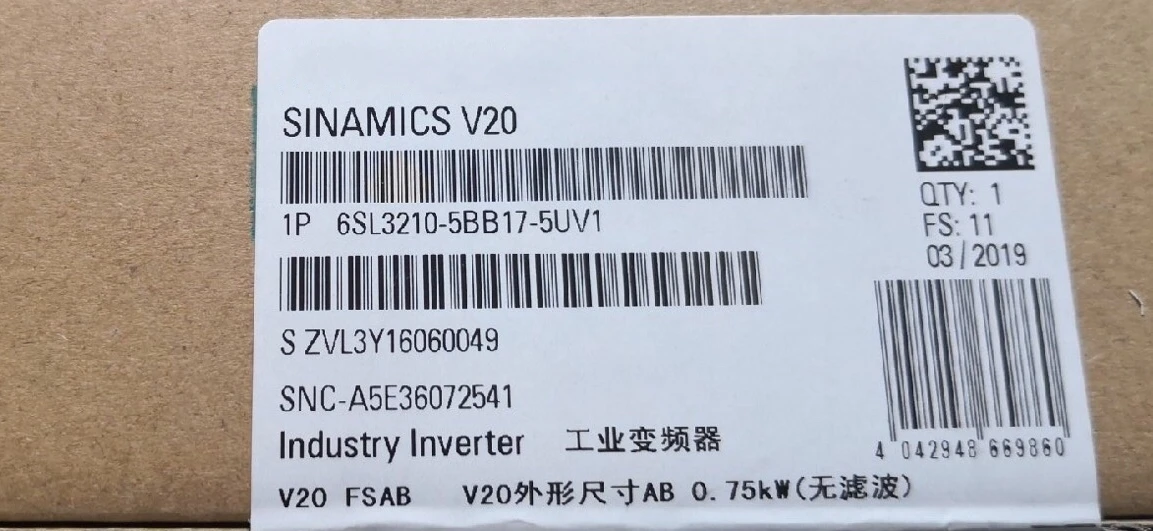 SINAMICS V20
1P 6SL3210-5BB17-5UV1
S ZVL3Y16060049
SNC-A5E36072541
Industry Inverter 工业变频器
V20 FSAB V20外形尺寸AB 0.75kW(无滤波)
QTY: 1
FS: 11
03/2019
4 042948 669860